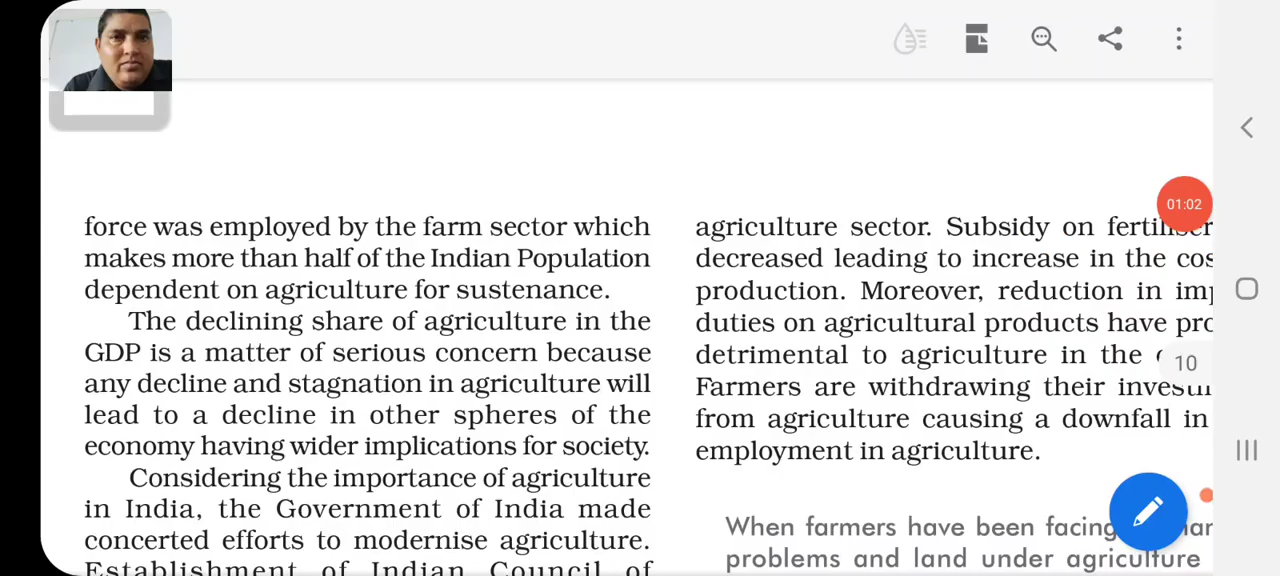 01:02
force was employed by the farm sector which
makes more than half of the Indian Population
dependent on agriculture for sustenance.
The declining share of agriculture in the
GDP is a matter of serious concern because
any decline and stagnation in agriculture will
lead to a decline in other spheres of the
economy having wider implications for society.
Considering the importance of agriculture
in India, the Government of India made
concerted efforts to modernise agriculture.
Establishment of Indian Council of
agriculture sector. Subsidy on
decreased leading to increase in the
production. Moreover, reduction in
duties on agricultural products have
detrimental to agriculture in the
10
Farmers are withdrawing their
from agriculture causing a downfall in
employment in agriculture.
When farmers have been facing
problems and land under agriculture